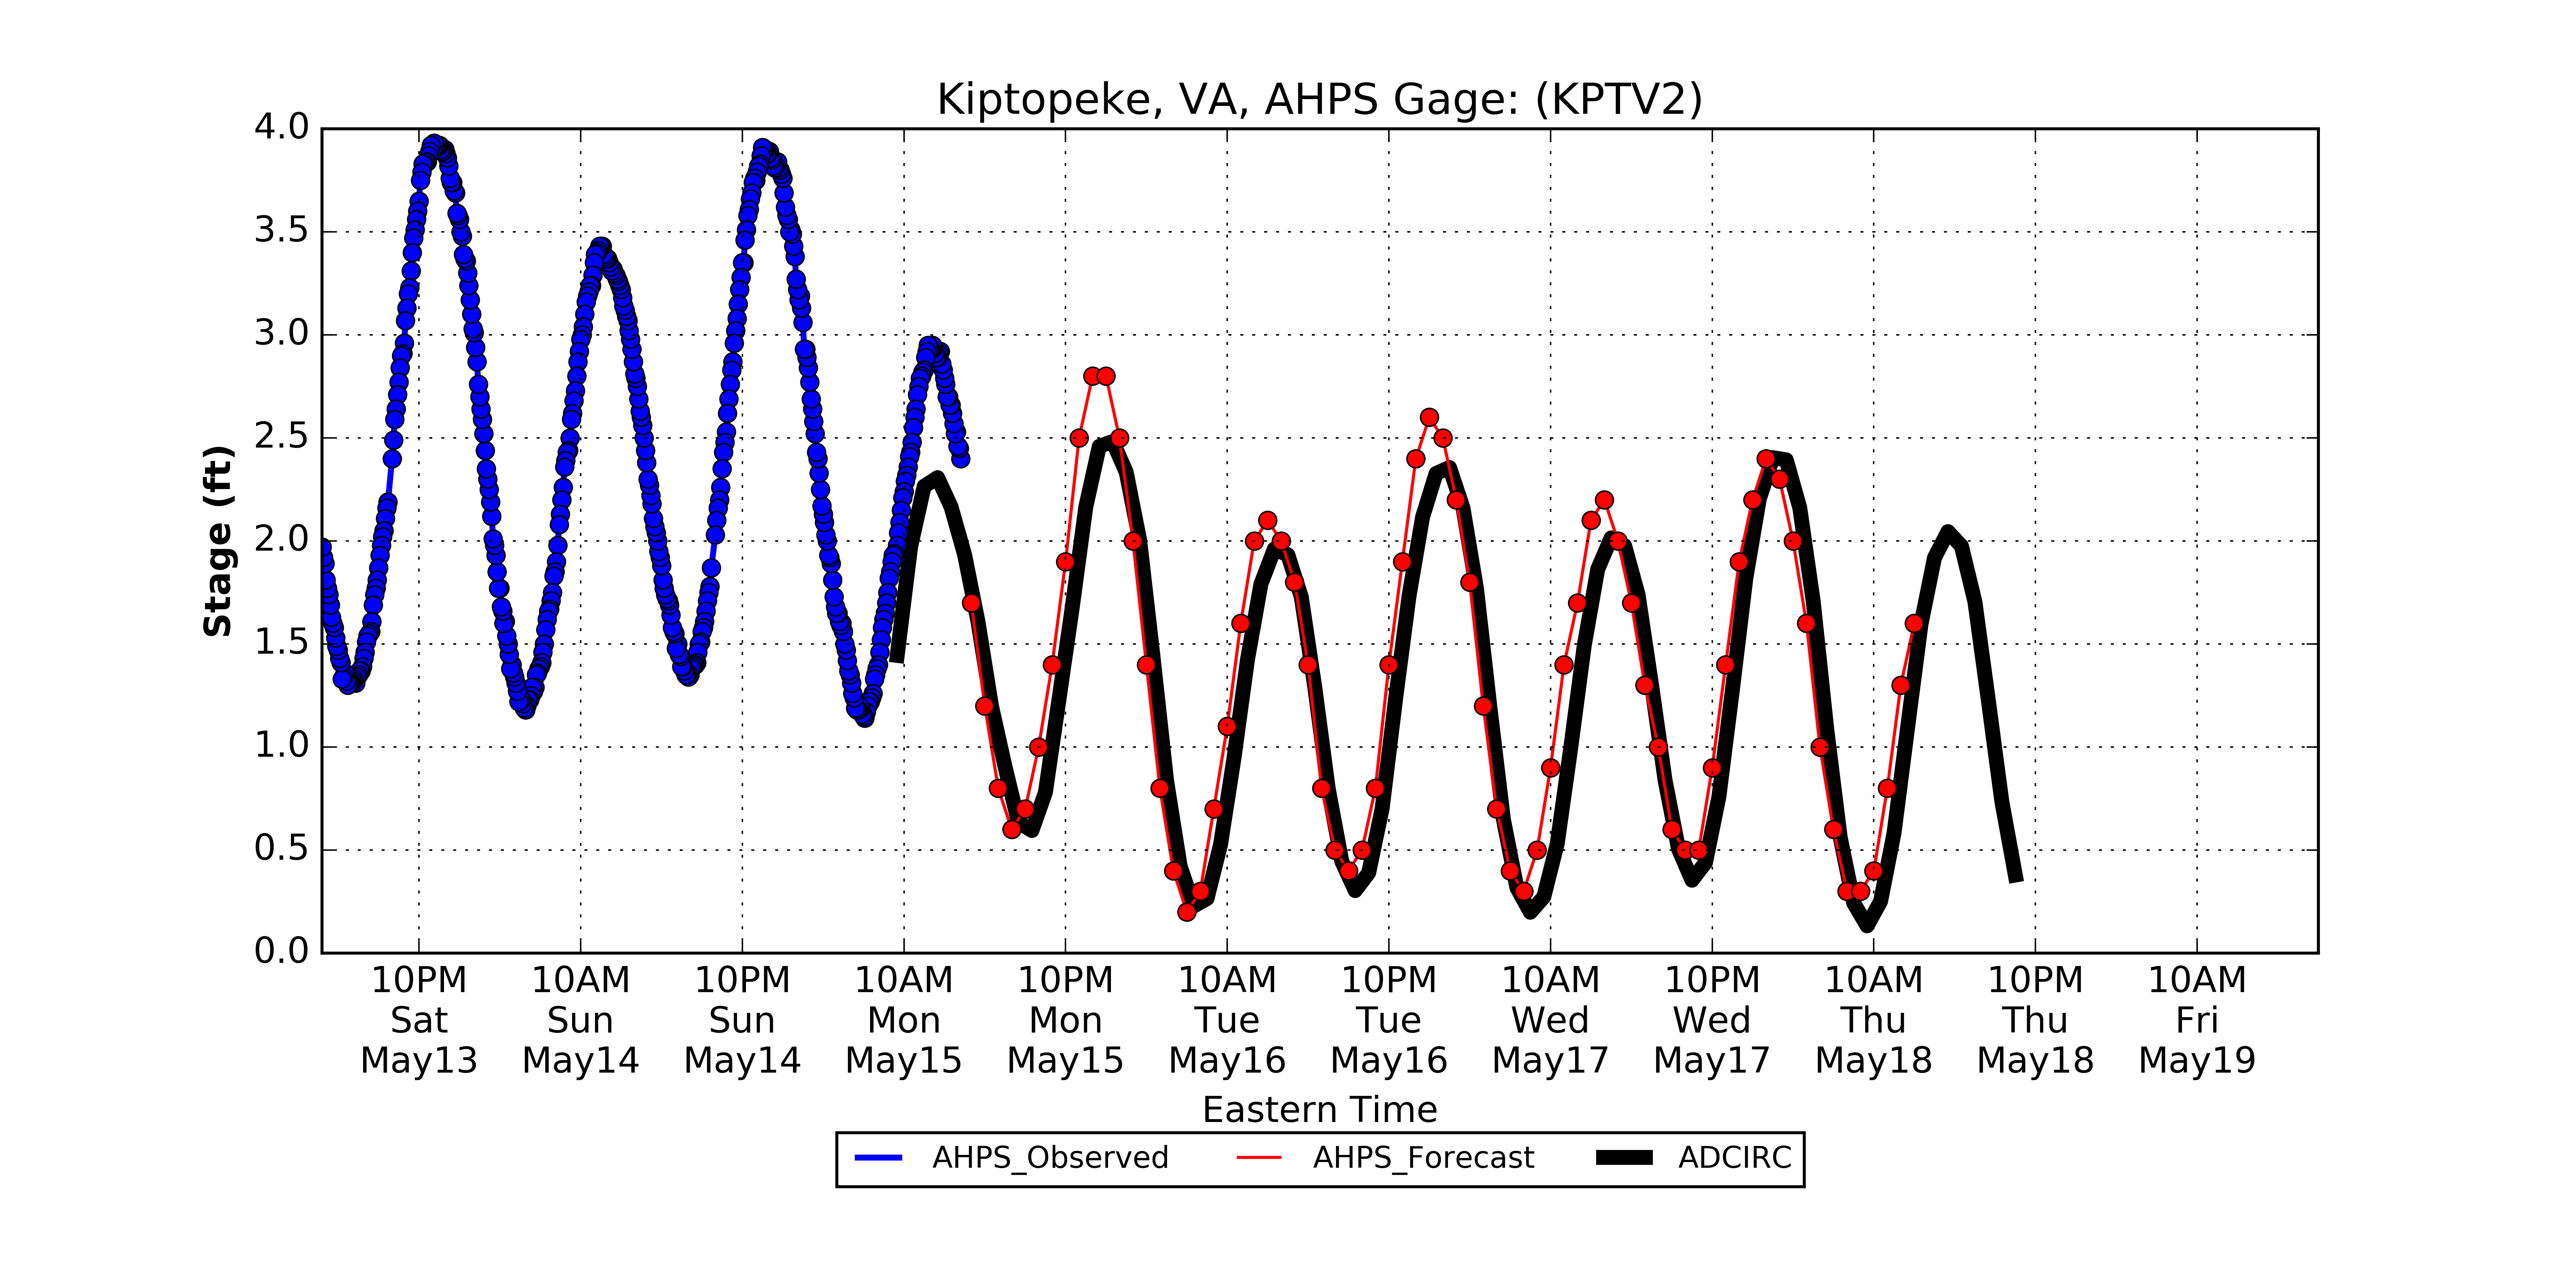 Kiptopeke, VA, AHPS Gage: (KPTV2)
4.0
3.5
3.0
2.5
2.0
1.5
1.0
0.5
0.0
Stage (ft)
10PM 10AM 10PM 10AM 10PM 10AM 10PM 10AM 10PM 10AM 10PM 10AM
Sat Sun Sun Mon Mon Tue Tue Wed Wed Thu Thu Fri
May13 May14 May14 May15 May15 May16 May16 May17 May17 May18 May18 May19
Eastern Time
AHPS_Observed AHPS_Forecast ADCIRC